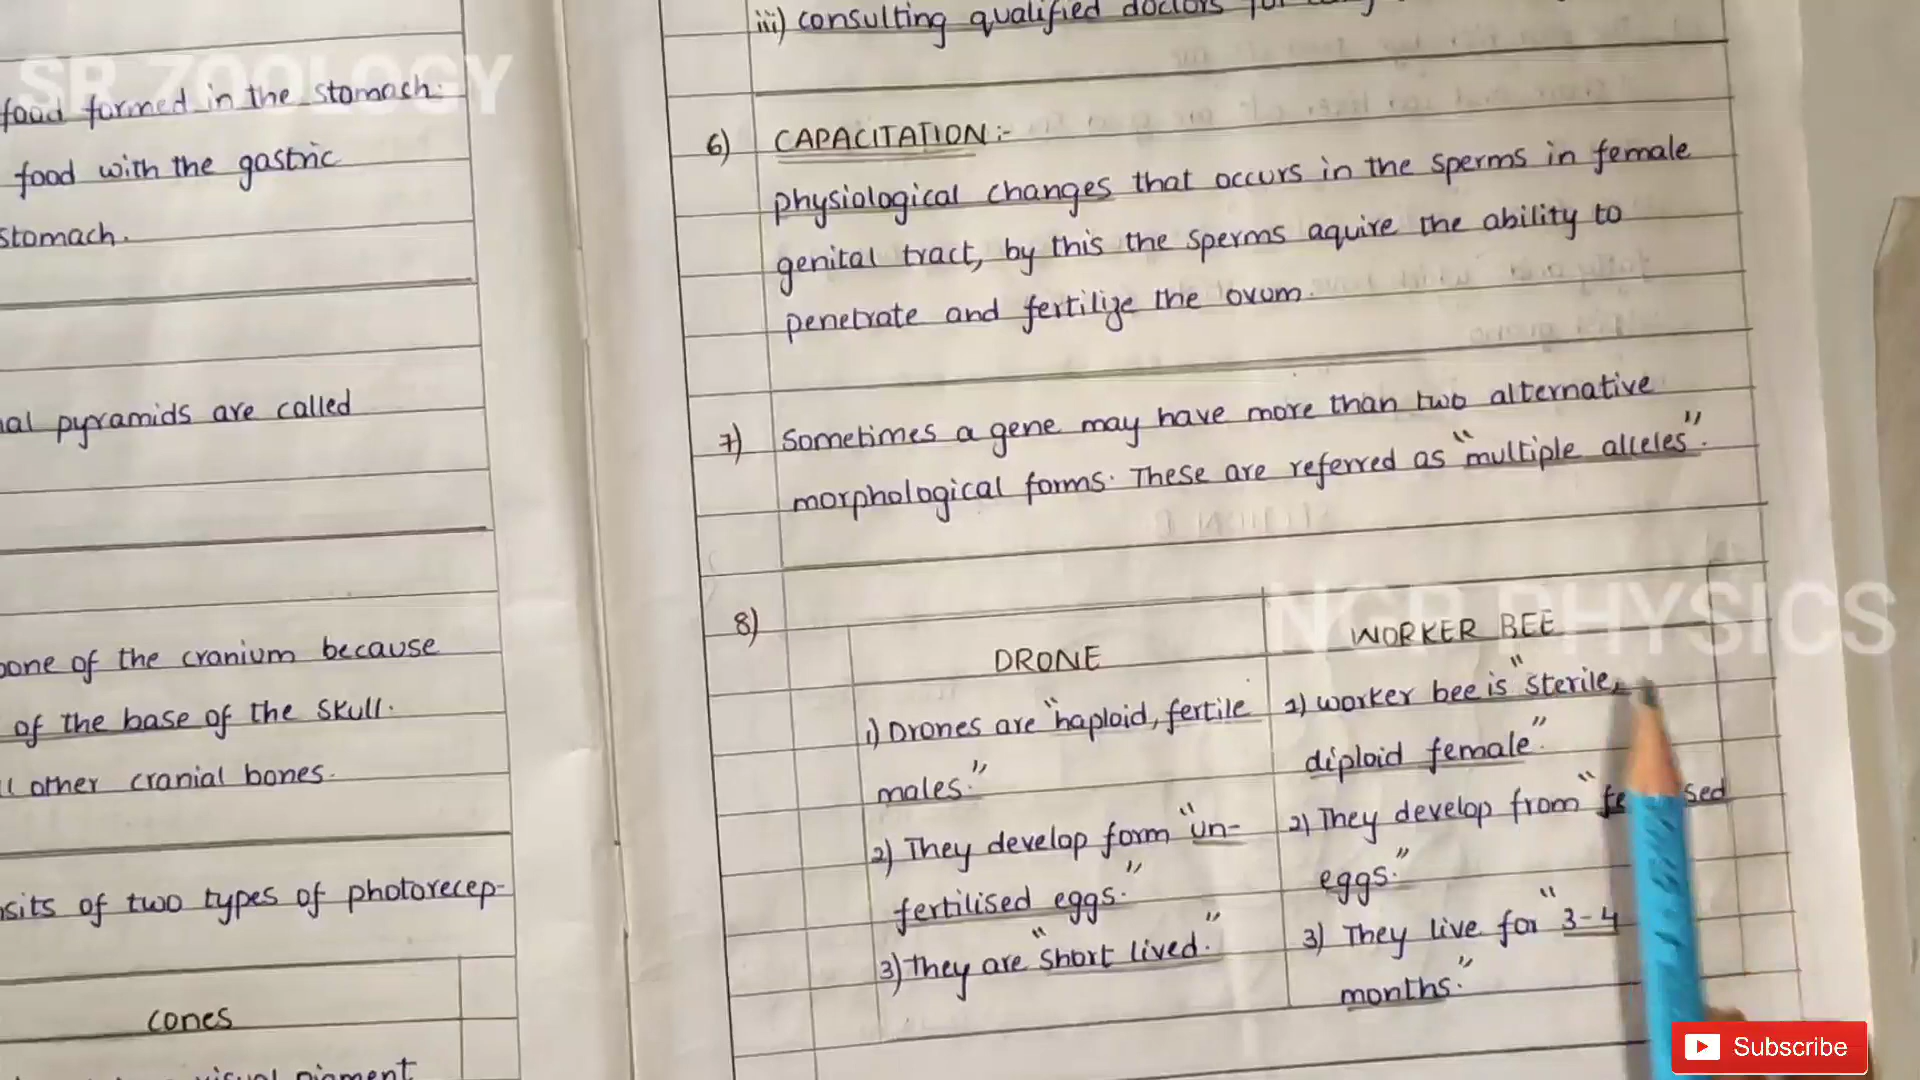 SR ZOOLOGY
food formed in the stomach.
food with the gastric
stomach.
pyramids are called
bone of the cranium because
of the base of the skull.
other cranial bones.
of two types of photorecep-
cones
visual pigment
iii) consulting qualified doctors for
6) CAPACITATION :-
physiological changes that occurs in the sperms in female
genital tract, by this the sperms aquire the ability to
penetrate and fertilize the ovum.
7) Sometimes a gene may have more than two alternative
morphological forms. These are referred as "multiple alleles".
NGP PHYSICS
8)
DRONE
1) Drones are "haploid, fertile
males."
2) They develop form "un-
fertilised eggs."
3) They are "short lived."
WORKER BEE
1) worker bee is "sterile,
diploid female."
2) They develop from
eggs."
3) They live for "3-4
months."
Subscribe